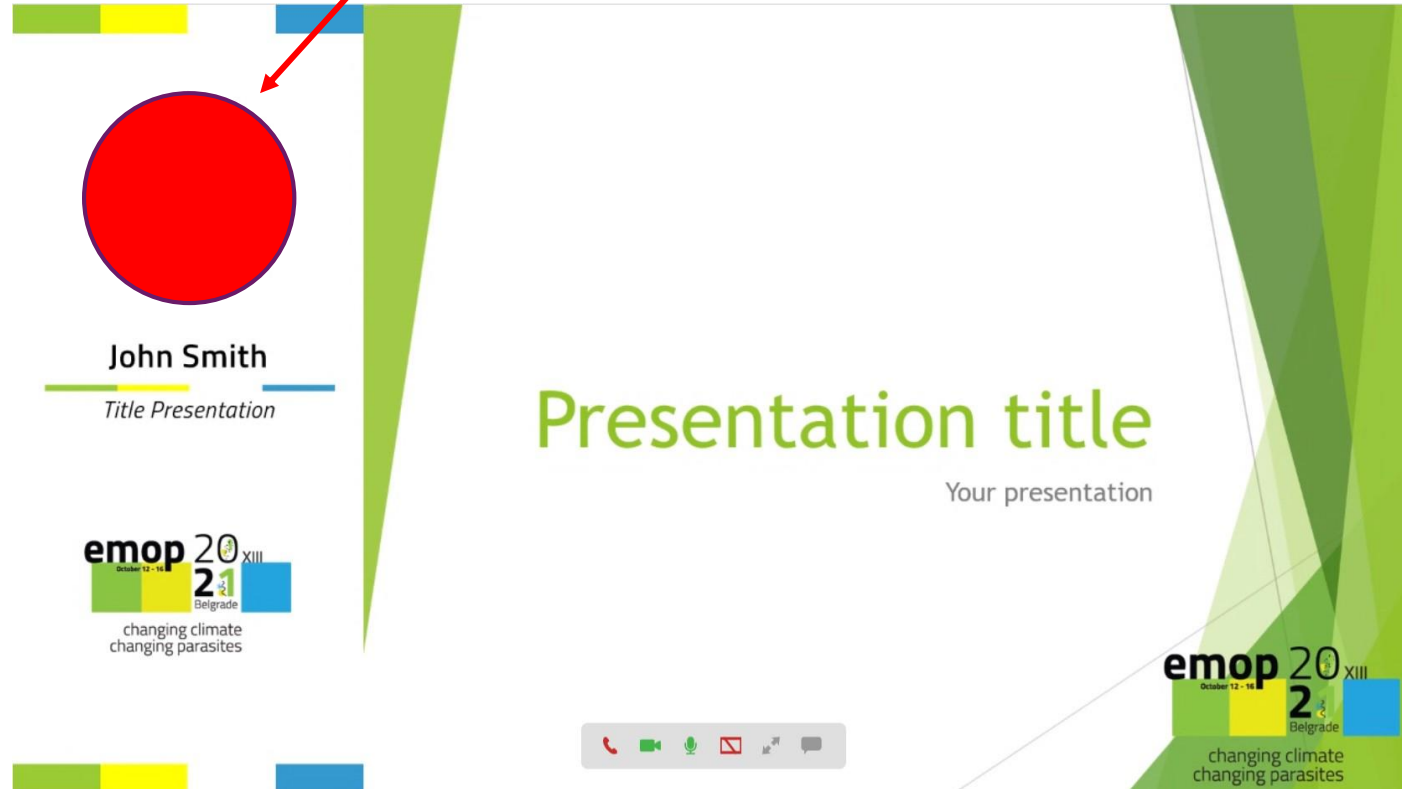 John Smith
Title Presentation
emop 20 XIII
October 12 - 16
21
Belgrade
changing climate
changing parasites
Presentation title
Your presentation
emop 20 XIII
October 12 - 16
21
Belgrade
changing climate
changing parasites